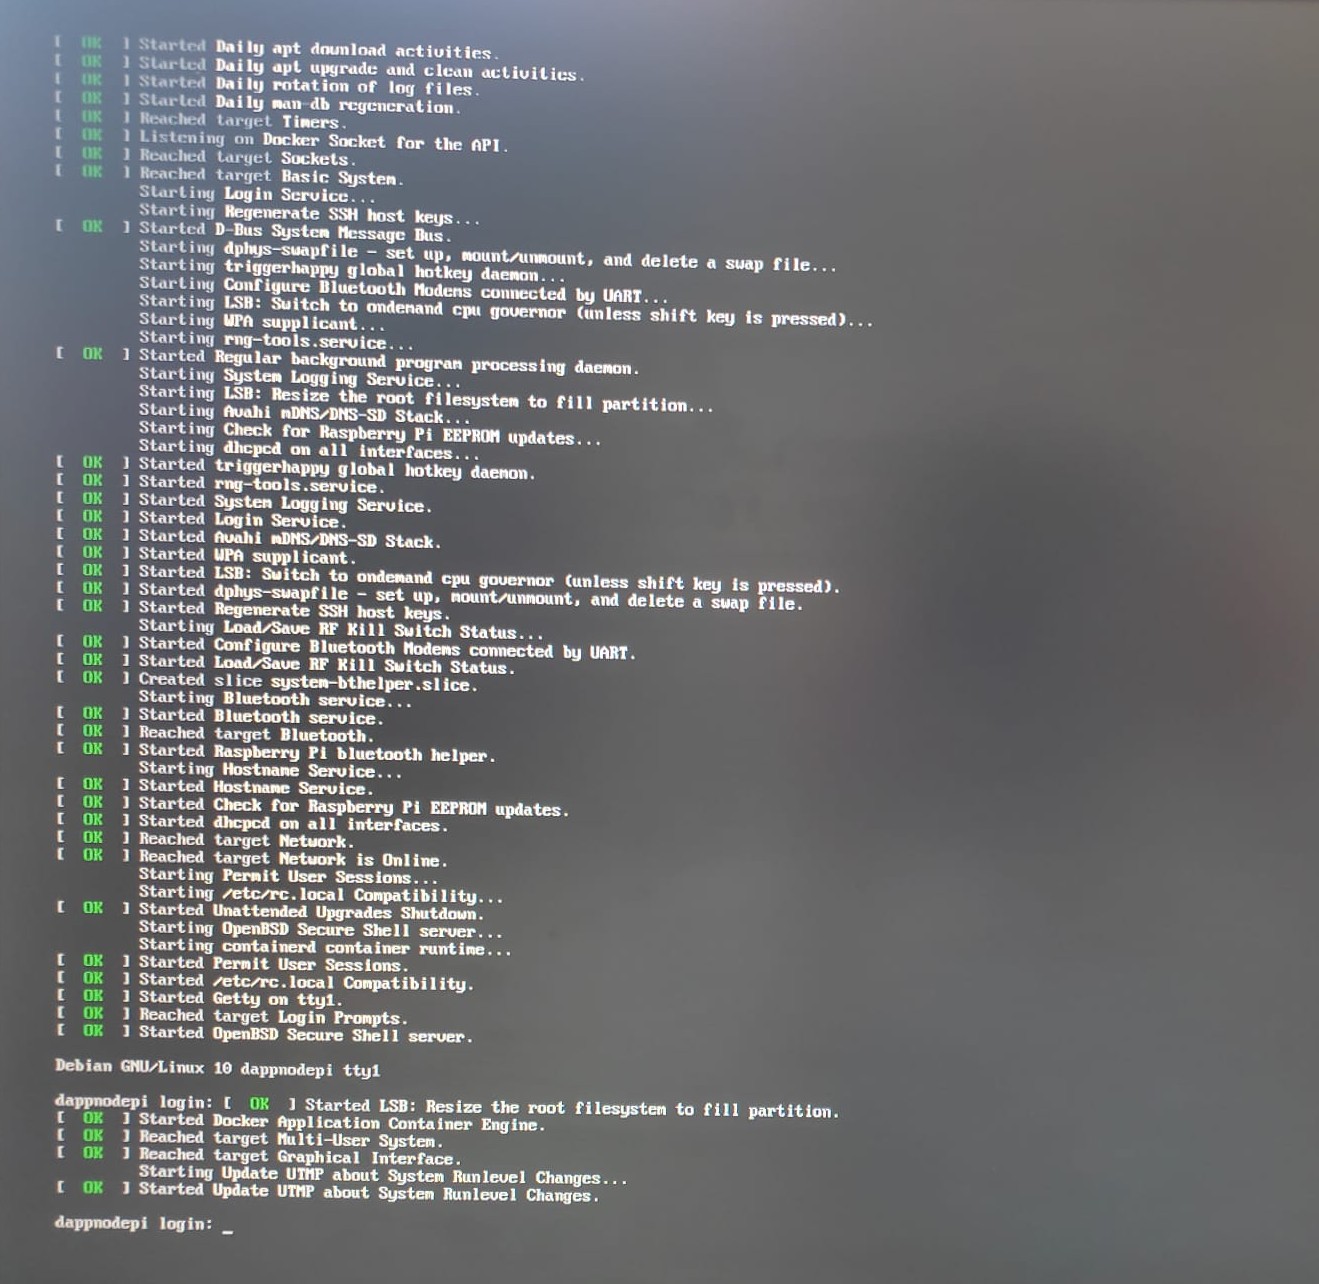 [  OK  ] Started Daily apt download activities.
[  OK  ] Started Daily apt upgrade and clean activities.
[  OK  ] Started Daily rotation of log files.
[  OK  ] Started Daily man-db regeneration.
[  OK  ] Reached target Timers.
[  OK  ] Listening on Docker Socket for the API.
[  OK  ] Reached target Sockets.
[  OK  ] Reached target Basic System.
Starting Login Service...
Starting Regenerate SSH host keys...
[  OK  ] Started D-Bus System Message Bus.
Starting dphys-swapfile - set up, mount/unmount, and delete a swap file...
Starting triggerhappy global hotkey daemon...
Starting Configure Bluetooth Modems connected by UART...
Starting LSB: Switch to ondemand cpu governor (unless shift key is pressed)...
Starting WPA supplicant...
Starting rng-tools.service...
[  OK  ] Started Regular background program processing daemon.
Starting System Logging Service...
Starting LSB: Resize the root filesystem to fill partition...
Starting Avahi mDNS/DNS-SD Stack...
Starting Check for Raspberry Pi EEPROM updates...
Starting dhcpcd on all interfaces...
[  OK  ] Started triggerhappy global hotkey daemon.
[  OK  ] Started rng-tools.service.
[  OK  ] Started System Logging Service.
[  OK  ] Started Login Service.
[  OK  ] Started Avahi mDNS/DNS-SD Stack.
[  OK  ] Started WPA supplicant.
[  OK  ] Started LSB: Switch to ondemand cpu governor (unless shift key is pressed).
[  OK  ] Started dphys-swapfile - set up, mount/unmount, and delete a swap file.
[  OK  ] Started Regenerate SSH host keys.
Starting Load/Save RF Kill Switch Status...
[  OK  ] Started Configure Bluetooth Modems connected by UART.
[  OK  ] Started Load/Save RF Kill Switch Status.
[  OK  ] Created slice system-bthelper.slice.
Starting Bluetooth service...
[  OK  ] Started Bluetooth service.
[  OK  ] Reached target Bluetooth.
[  OK  ] Started Raspberry Pi bluetooth helper.
Starting Hostname Service...
[  OK  ] Started Hostname Service.
[  OK  ] Started Check for Raspberry Pi EEPROM updates.
[  OK  ] Started dhcpcd on all interfaces.
[  OK  ] Reached target Network.
[  OK  ] Reached target Network is Online.
Starting Permit User Sessions...
Starting /etc/rc.local Compatibility...
[  OK  ] Started Unattended Upgrades Shutdown.
Starting OpenBSD Secure Shell server...
Starting containerd container runtime...
[  OK  ] Started Permit User Sessions.
[  OK  ] Started /etc/rc.local Compatibility.
[  OK  ] Started Getty on tty1.
[  OK  ] Reached target Login Prompts.
[  OK  ] Started OpenBSD Secure Shell server.
Debian GNU/Linux 10 dappnodepi tty1
dappnodepi login: [  OK  ] Started LSB: Resize the root filesystem to fill partition.
[  OK  ] Started Docker Application Container Engine.
[  OK  ] Reached target Multi-User System.
[  OK  ] Reached target Graphical Interface.
Starting Update UTMP about System Runlevel Changes...
[  OK  ] Started Update UTMP about System Runlevel Changes.
dappnodepi login: _